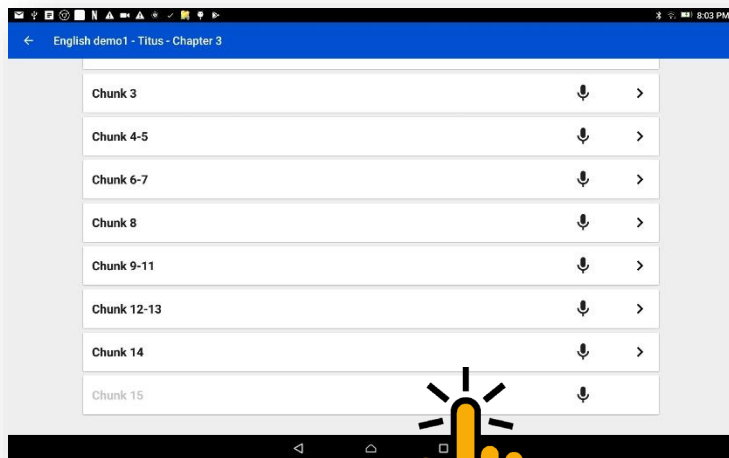 8:03 PM
English demo1 - Titus - Chapter 3
Chunk 3
Chunk 4-5
Chunk 6-7
Chunk 8
Chunk 9-11
Chunk 12-13
Chunk 14
Chunk 15